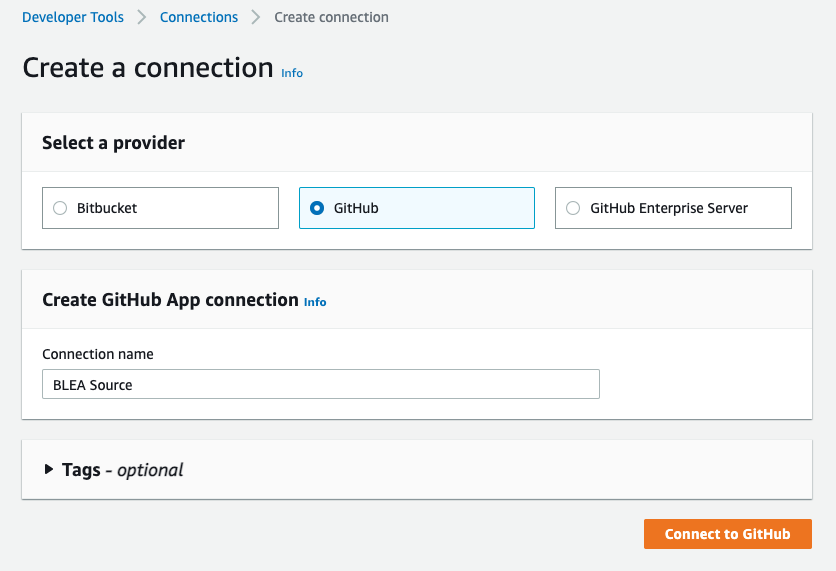 Developer Tools > Connections > Create connection
Create a connection Info
Select a provider
Bitbucket
GitHub
GitHub Enterprise Server
Create GitHub App connection Info
Connection name
BLEA Source
Tags - optional
Connect to GitHub